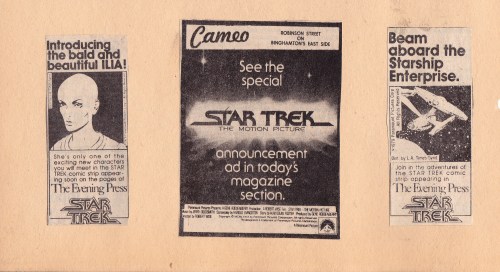 Introducing
the bald and
beautiful ILIA!
She's only one of the
exciting new characters
you will meet in the STAR
TREK comic strip appear-
ing soon on the pages of
The Evening Press
STAR
TREK
Cameo
ROBINSON STREET
ON
BINGHAMTON'S EAST SIDE
See the
special
STAR TREK
THE MOTION PICTURE
announcement
ad in today's
magazine
section.
Beam
aboard the
Starship
Enterprise.
Join in the adventures of
the STAR TREK comic
strip appearing in
The Evening Press
STAR
TREK